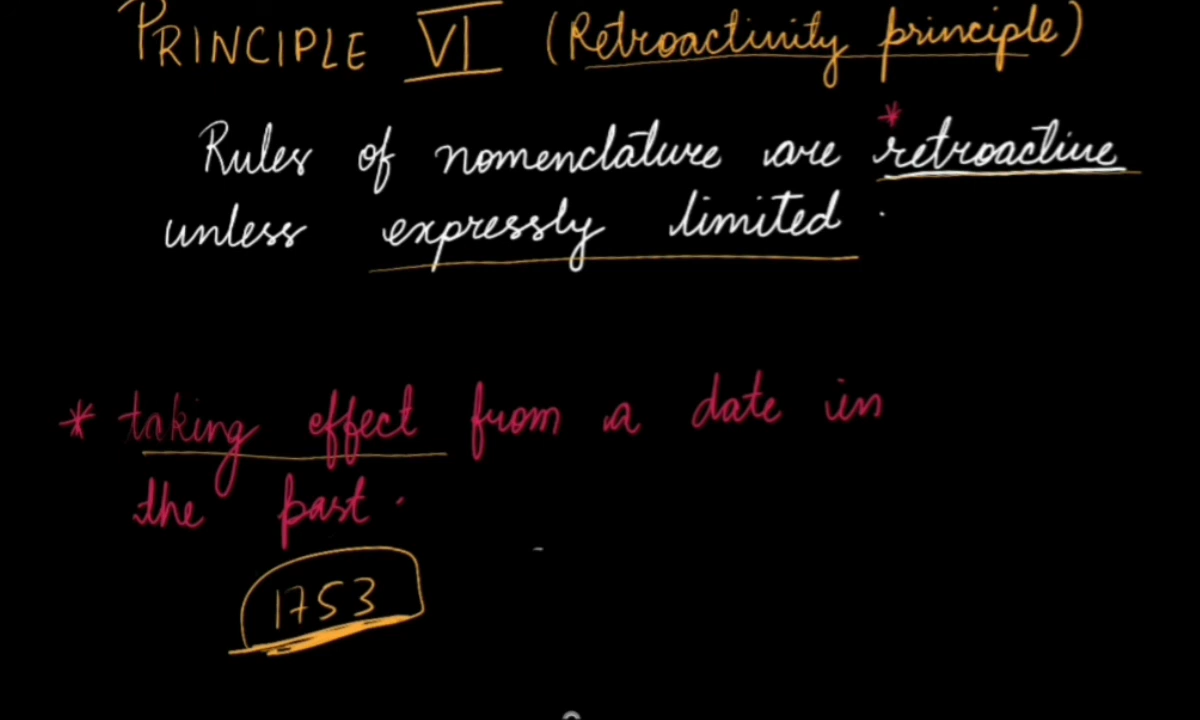 PRINCIPLE VI (Retroactivity principle)
Rules of nomenclature are *retroactive
unless expressly limited.
* taking effect from a date in
the past.
1753